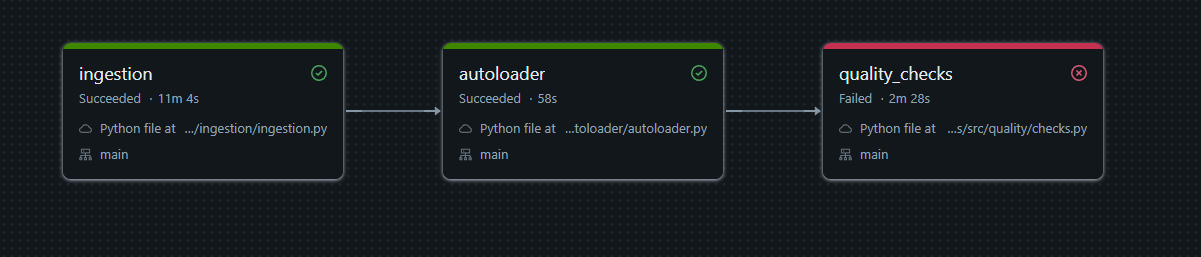 ingestion
Succeeded · 11m 4s
Python file at .../ingestion/ingestion.py
main
autoloader
Succeeded · 58s
Python file at ...toloader/autoloader.py
main
quality_checks
Failed · 2m 28s
Python file at ...s/src/quality/checks.py
main